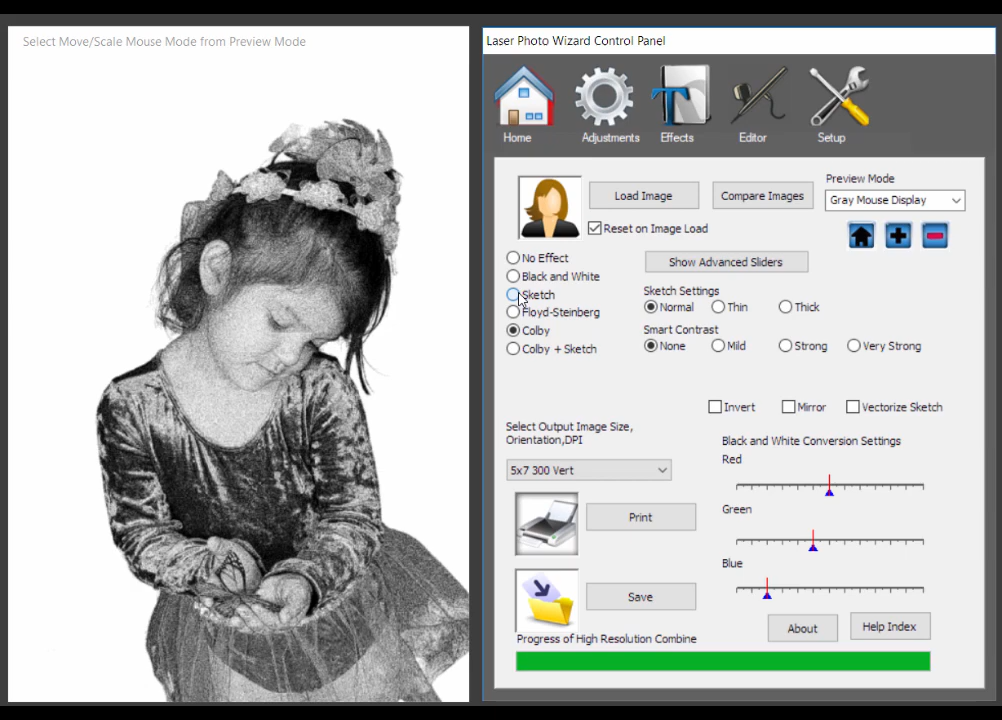 Select Move/Scale Mouse Mode from Preview Mode
Laser Photo Wizard Control Panel
Home
Adjustments
Effects
Editor
Setup
Load Image
Compare Images
Preview Mode
Gray Mouse Display
Reset on Image Load
No Effect
Show Advanced Sliders
Black and White
Sketch
Sketch Settings
Normal
Thin
Thick
Floyd-Steinberg
Colby
Smart Contrast
None
Mild
Strong
Very Strong
Colby + Sketch
Invert
Mirror
Vectorize Sketch
Select Output Image Size,
Orientation,DPI
5x7 300 Vert
Black and White Conversion Settings
Red
Green
Blue
Print
Save
About
Help Index
Progress of High Resolution Combine